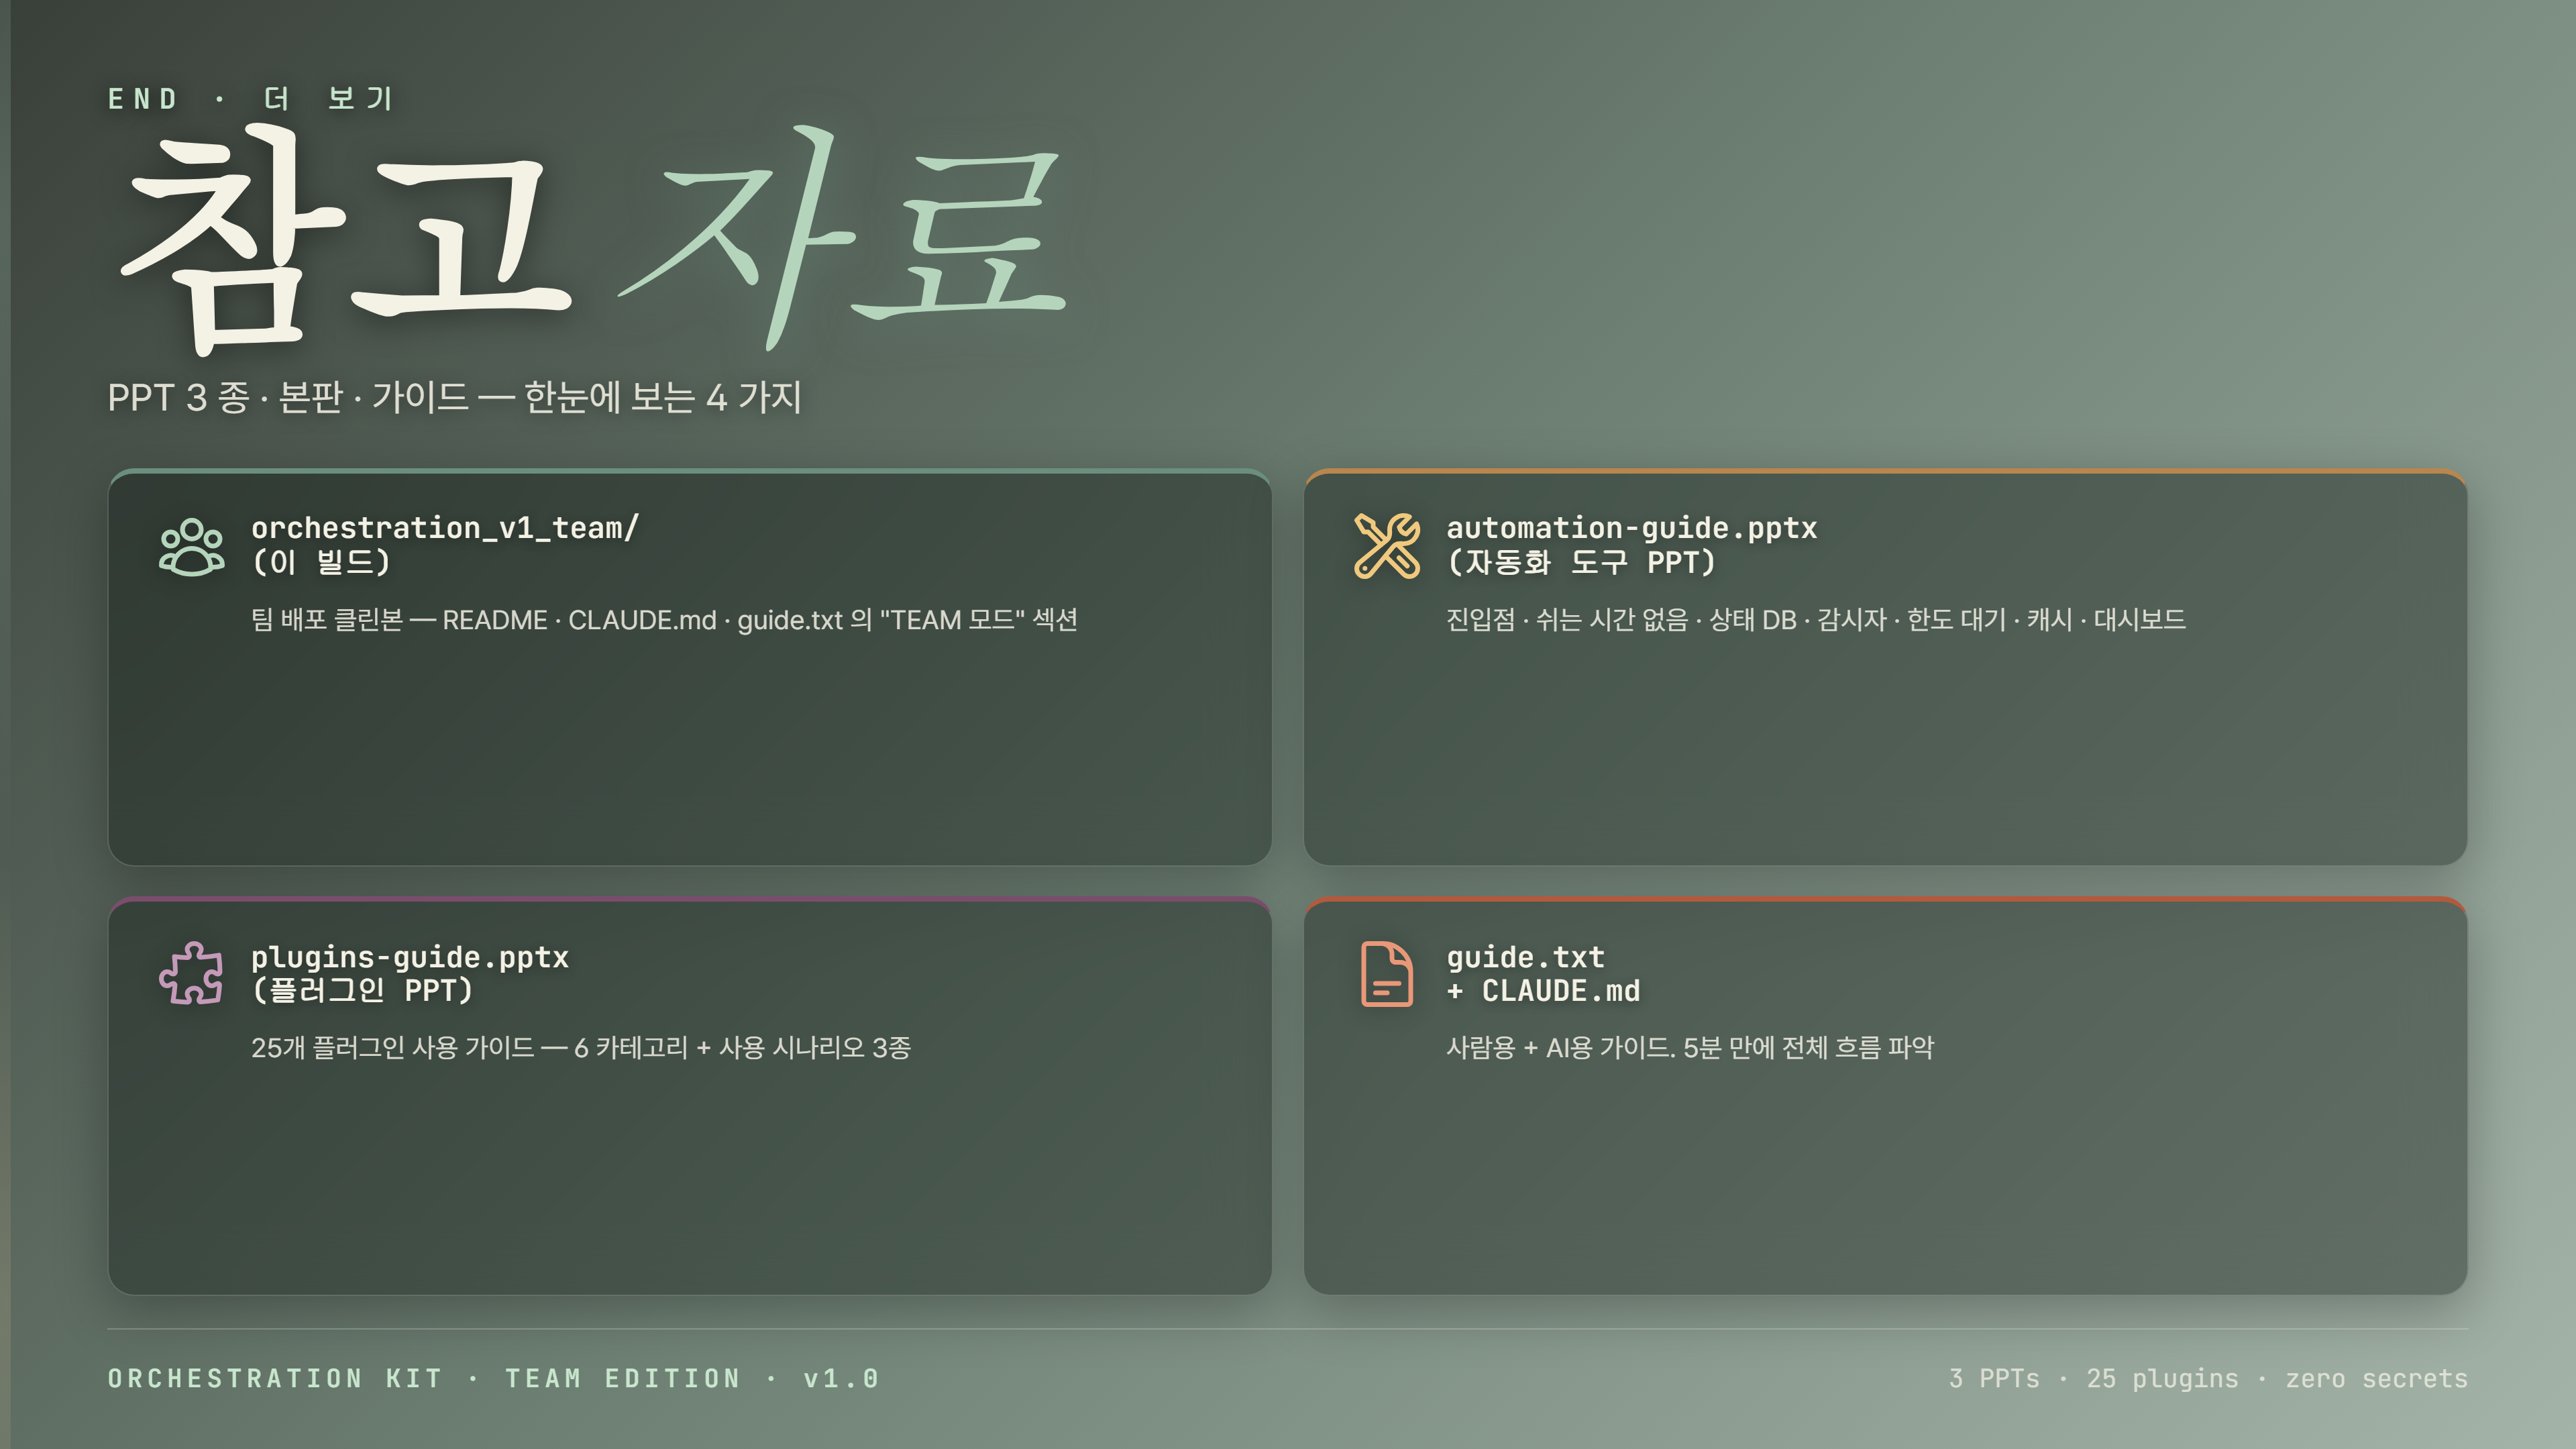 END · 더 보기
참고 자료
PPT 3 종 · 본판 · 가이드 — 한눈에 보는 4 가지
orchestration_v1_team/
(이 빌드)
팀 배포 클린본 — README · CLAUDE.md · guide.txt 의 "TEAM 모드" 섹션
automation-guide.pptx
(자동화 도구 PPT)
진입점 · 쉬는 시간 없음 · 상태 DB · 감시자 · 한도 대기 · 캐시 · 대시보드
plugins-guide.pptx
(플러그인 PPT)
25개 플러그인 사용 가이드 — 6 카테고리 + 사용 시나리오 3종
guide.txt
+ CLAUDE.md
사람용 + AI용 가이드. 5분 만에 전체 흐름 파악
ORCHESTRATION KIT · TEAM EDITION · v1.0
3 PPTs · 25 plugins · zero secrets